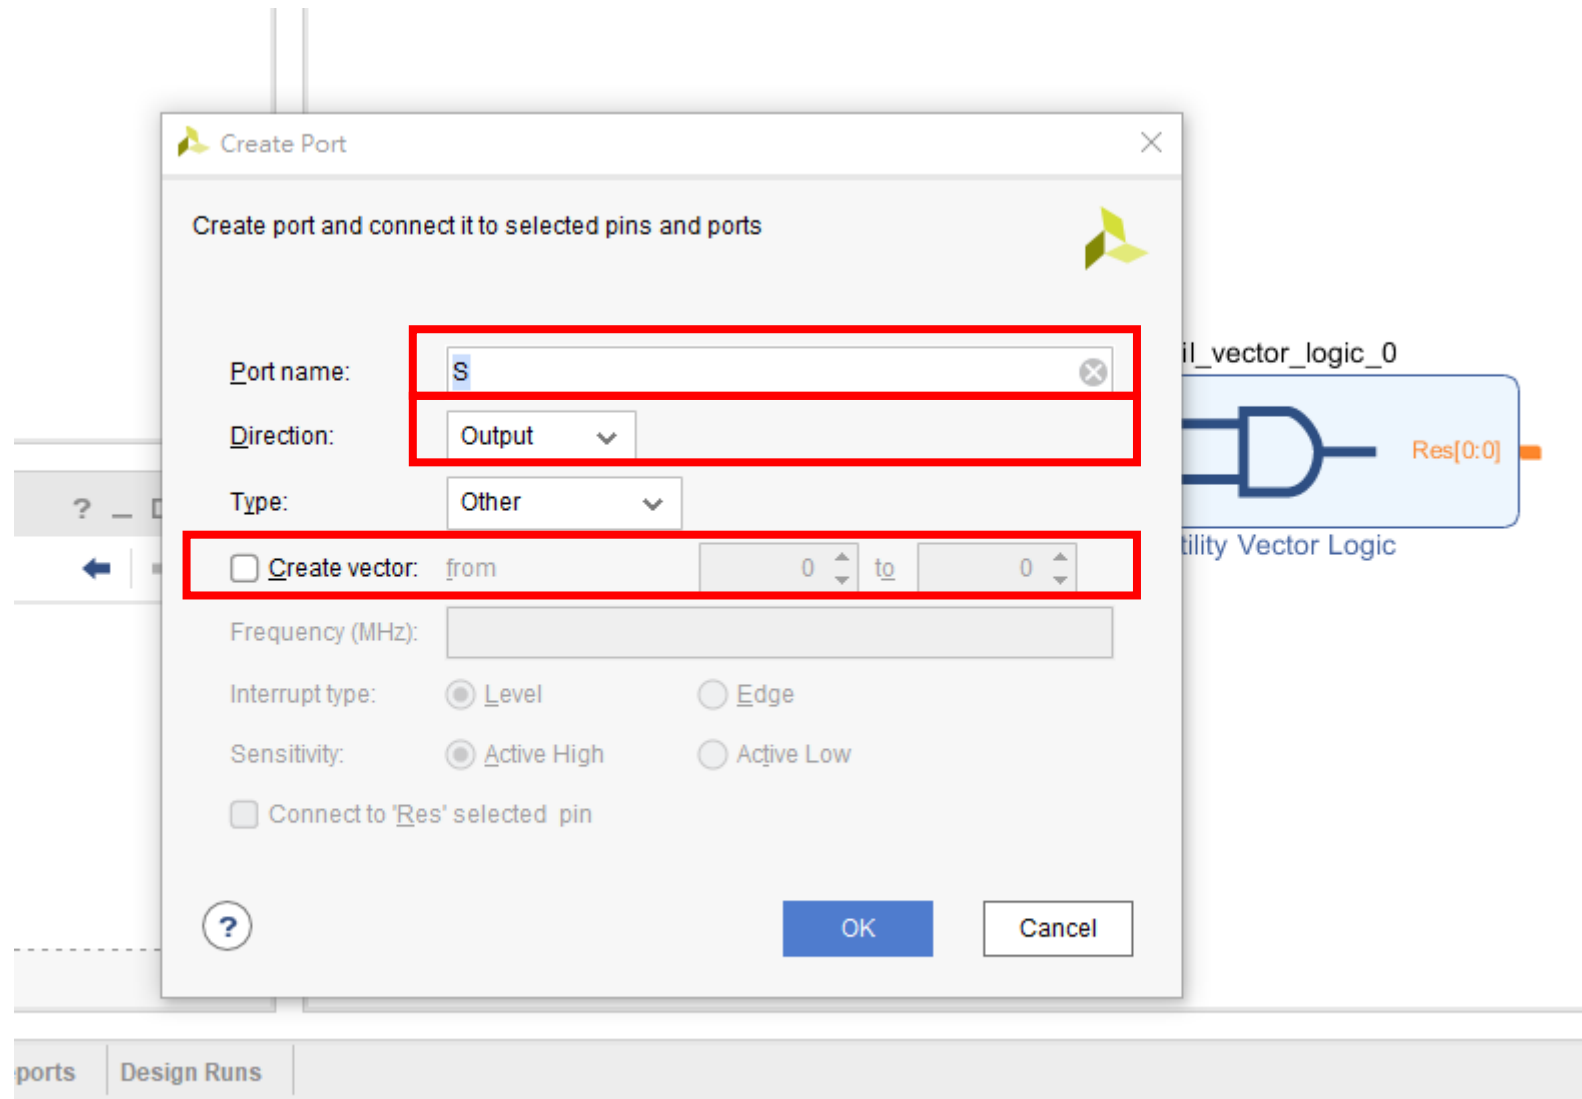 Create Port
Create port and connect it to selected pins and ports
Port name: S
Direction: Output
Type: Other
Create vector: from 0 to 0
Frequency (MHz):
Interrupt type: Level Edge
Sensitivity: Active High Active Low
Connect to 'Res' selected pin
? OK Cancel
il_vector_logic_0
Res[0:0]
tility Vector Logic
?
ports Design Runs